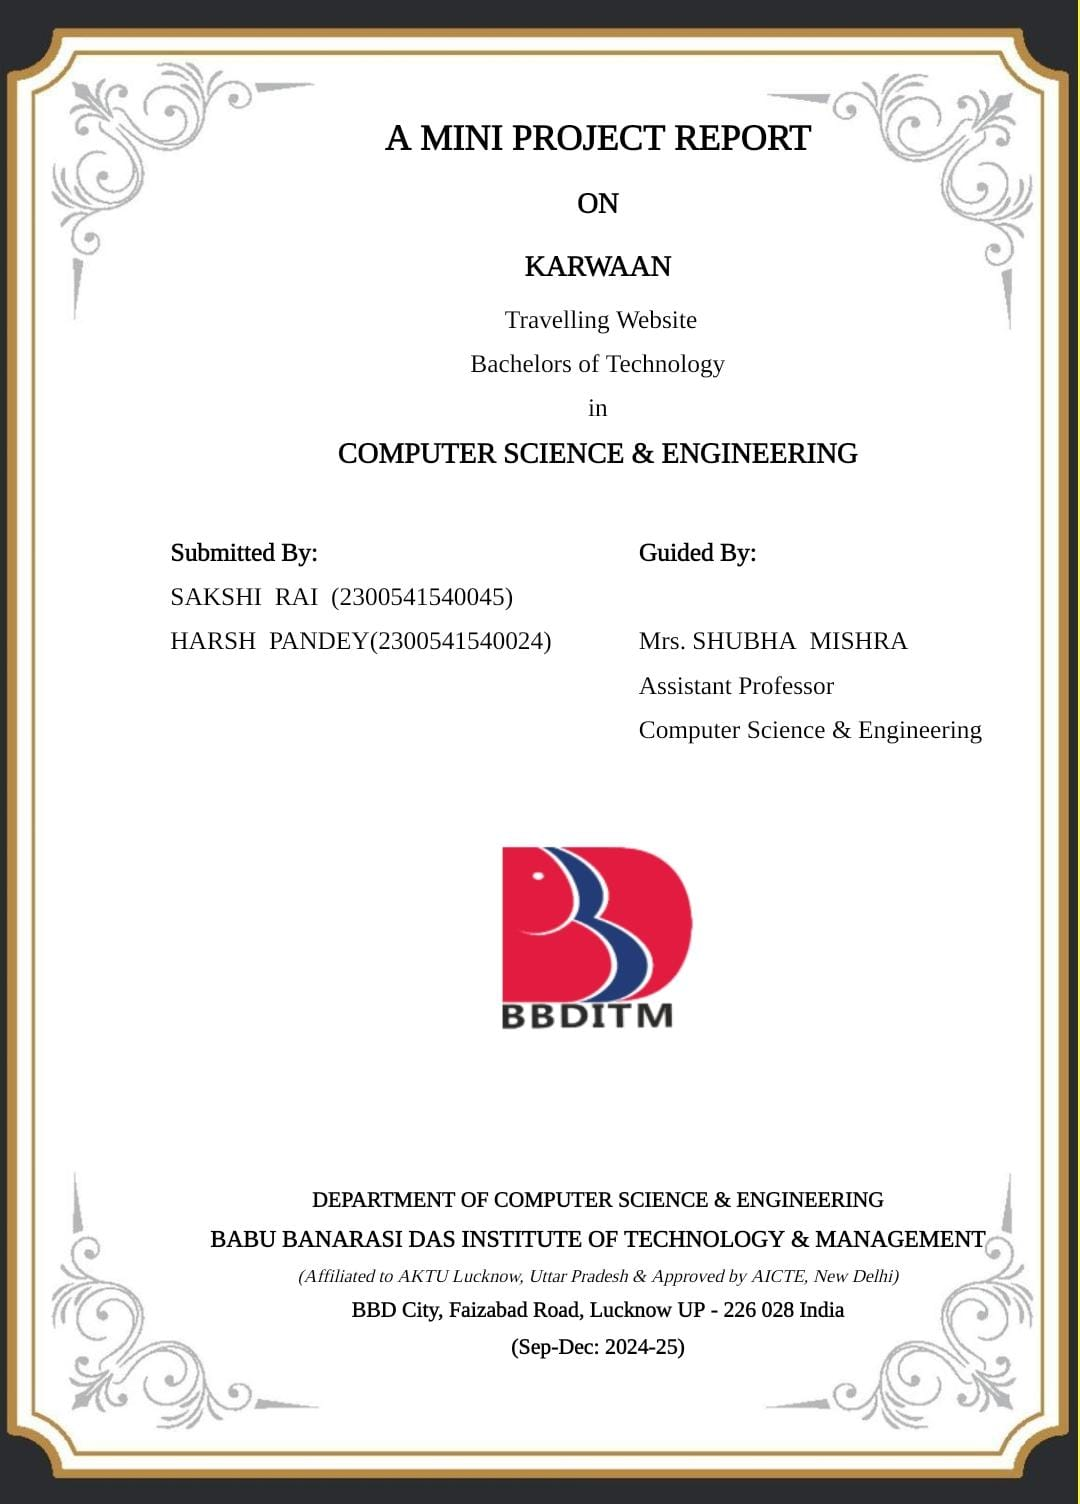 A MINI PROJECT REPORT
ON
KARWAAN
Travelling Website
Bachelors of Technology
in
COMPUTER SCIENCE & ENGINEERING
Submitted By:
SAKSHI RAI (2300541540045)
HARSH PANDEY(2300541540024)
Guided By:
Mrs. SHUBHA MISHRA
Assistant Professor
Computer Science & Engineering
BBDITM
DEPARTMENT OF COMPUTER SCIENCE & ENGINEERING
BABU BANARASI DAS INSTITUTE OF TECHNOLOGY & MANAGEMENT
(Affiliated to AKTU Lucknow, Uttar Pradesh & Approved by AICTE, New Delhi)
BBD City, Faizabad Road, Lucknow UP - 226 028 India
(Sep-Dec: 2024-25)